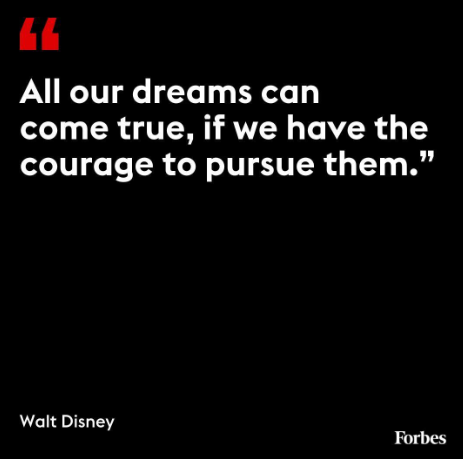 “
All our dreams can
come true, if we have the
courage to pursue them.”
Walt Disney
Forbes